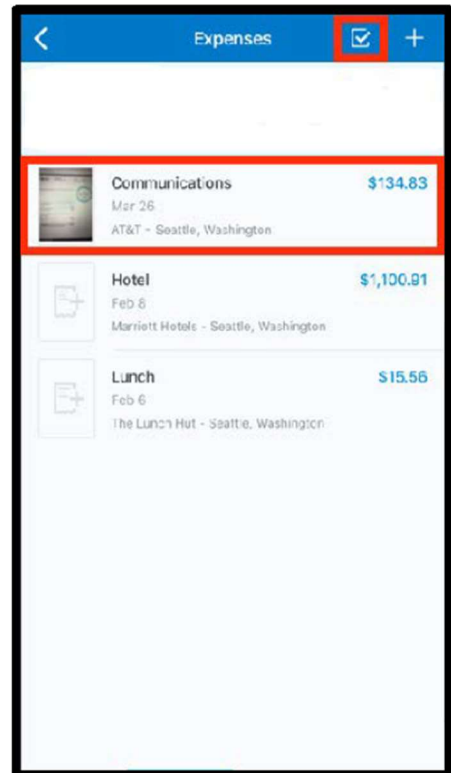 Expenses
Communications
$134.83
Mar 26
AT&T - Seattle, Washington
Hotel
$1,100.91
Feb 8
Marriott Hotels - Seattle, Washington
Lunch
$15.56
Feb 6
The Lunch Hut - Seattle, Washington